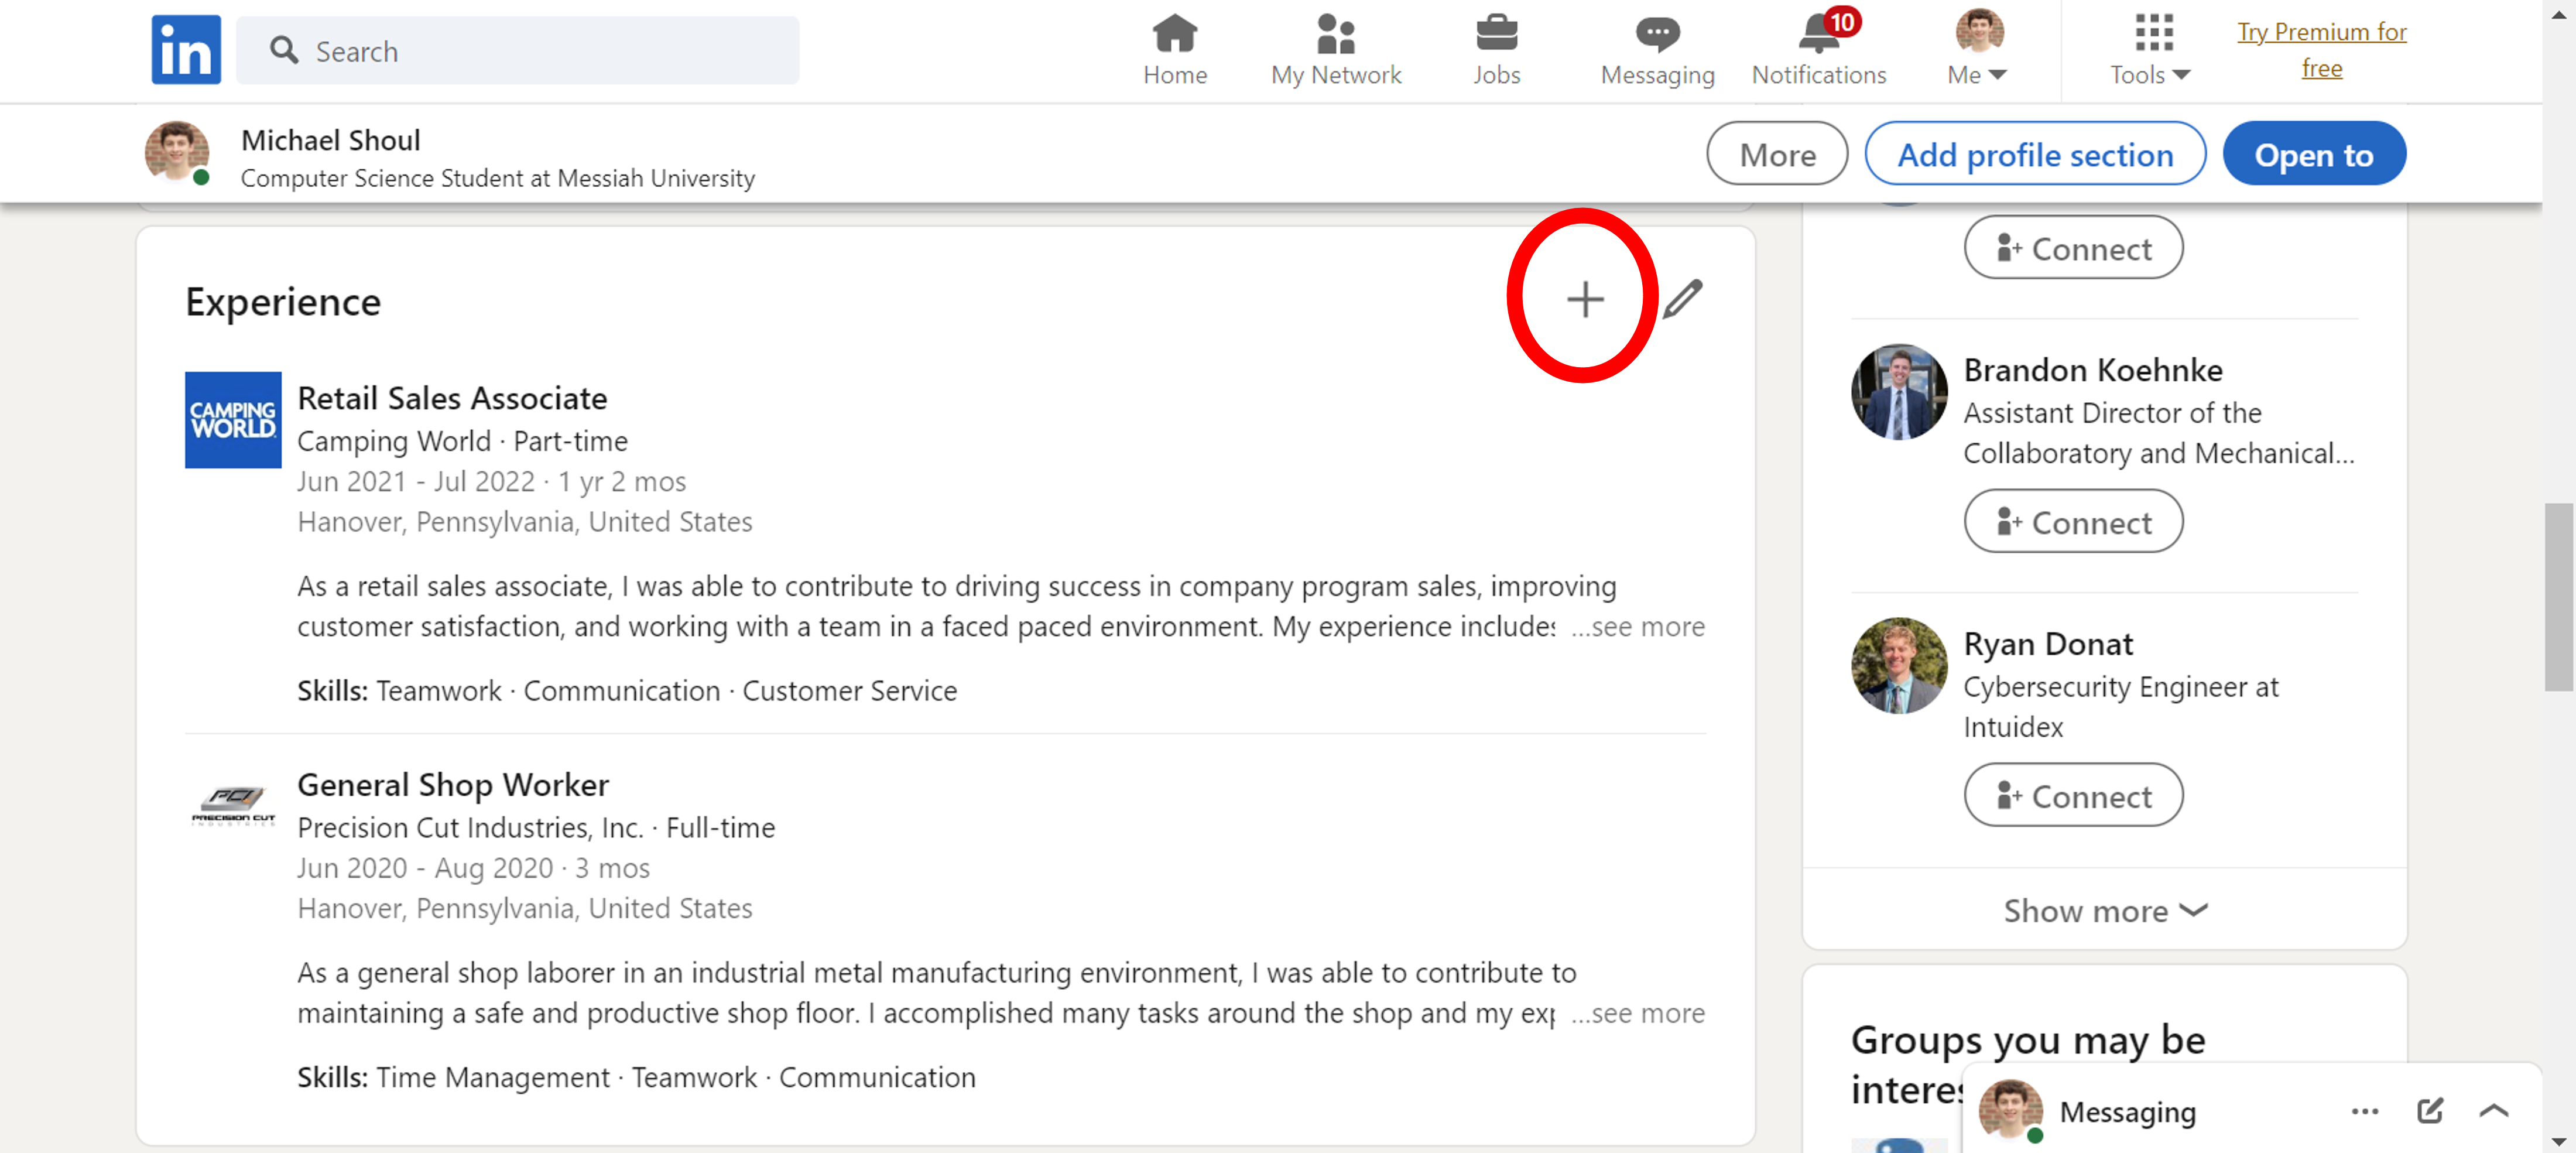 in
Search
Home
My Network
Jobs
Messaging
10
Notifications
Me
Tools
Try Premium for
free
Michael Shoul
Computer Science Student at Messiah University
More
Add profile section
Open to
Experience
CAMPING
WORLD
Retail Sales Associate
Camping World · Part-time
Jun 2021 - Jul 2022 · 1 yr 2 mos
Hanover, Pennsylvania, United States
As a retail sales associate, I was able to contribute to driving success in company program sales, improving
customer satisfaction, and working with a team in a faced paced environment. My experience includes ...see more
Skills: Teamwork · Communication · Customer Service
PCI
PRECISION CUT
INDUSTRIES
General Shop Worker
Precision Cut Industries, Inc. · Full-time
Jun 2020 - Aug 2020 · 3 mos
Hanover, Pennsylvania, United States
As a general shop laborer in an industrial metal manufacturing environment, I was able to contribute to
maintaining a safe and productive shop floor. I accomplished many tasks around the shop and my exp ...see more
Skills: Time Management · Teamwork · Communication
Connect
Brandon Koehnke
Assistant Director of the
Collaboratory and Mechanical...
Connect
Ryan Donat
Cybersecurity Engineer at
Intuidex
Connect
Show more
Groups you may be
interes
Messaging